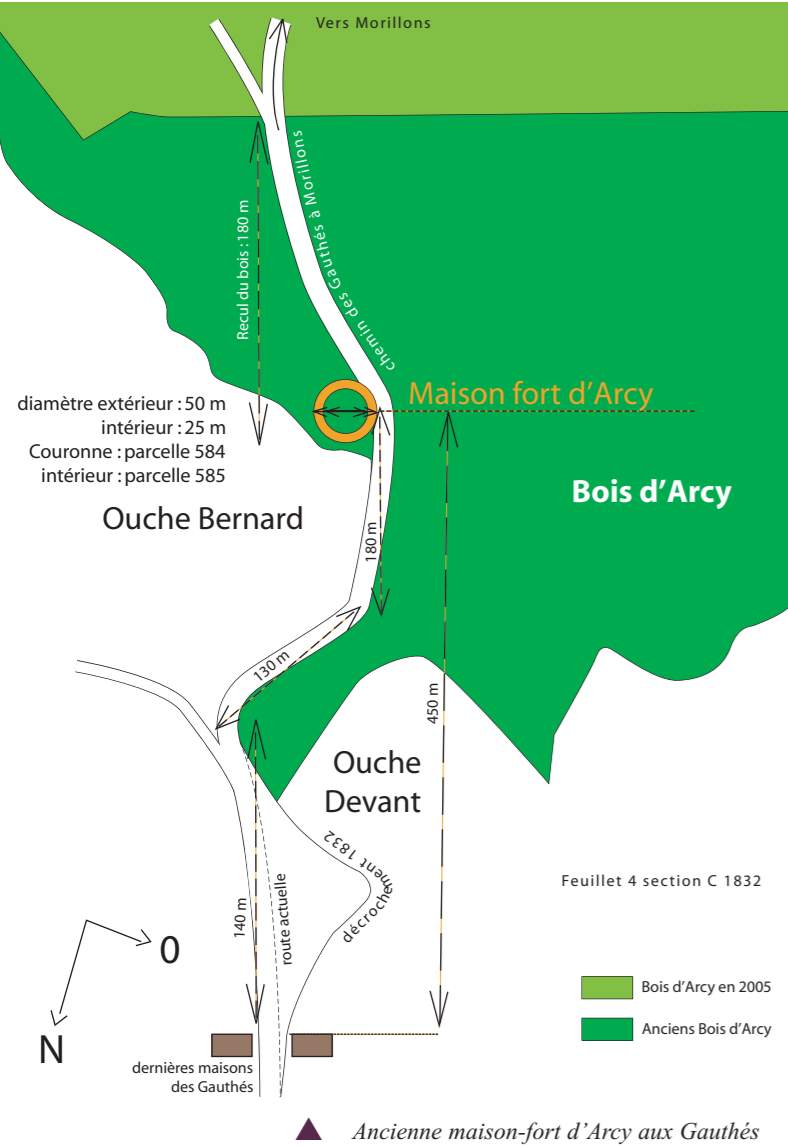 Vers Morillons
chemin des Gauthés à Morillons
Recul du bois : 180 m
Maison fort d'Arcy
diamètre extérieur : 50 m
intérieur : 25 m
Couronne : parcelle 584
intérieur : parcelle 585
Bois d'Arcy
Ouche Bernard
180 m
130 m
450 m
Ouche
Devant
décrochement 1832
Feuillet 4 section C 1832
140 m
route actuelle
O
N
Bois d'Arcy en 2005
Anciens Bois d'Arcy
dernières maisons
des Gauthés
Ancienne maison-fort d'Arcy aux Gauthés